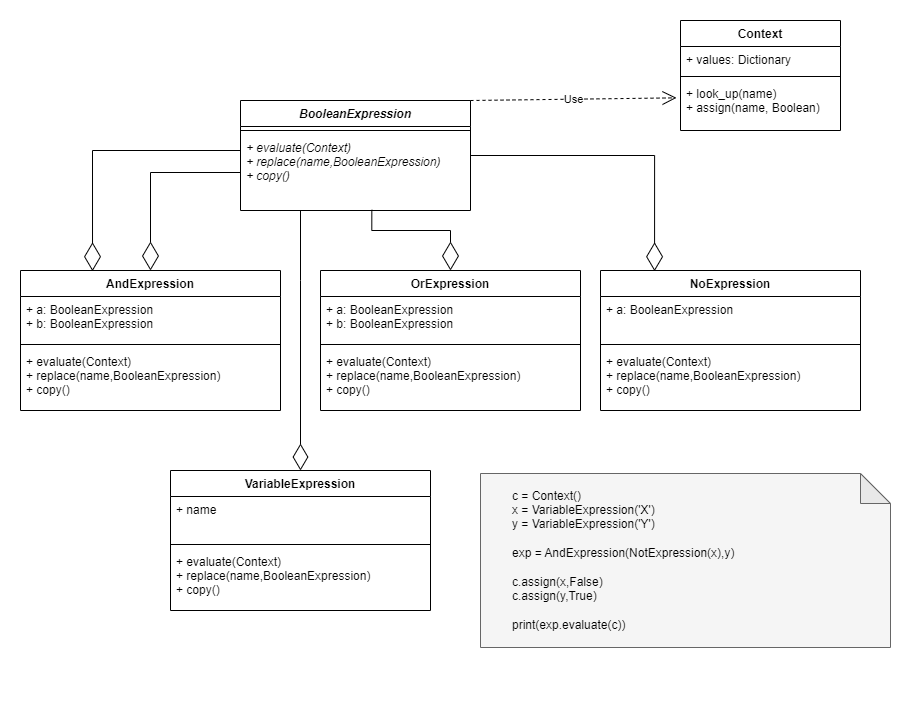 Context
+ values: Dictionary
+ look_up(name)
+ assign(name, Boolean)
Use
BooleanExpression
+ evaluate(Context)
+ replace(name,BooleanExpression)
+ copy()
AndExpression
+ a: BooleanExpression
+ b: BooleanExpression
+ evaluate(Context)
+ replace(name,BooleanExpression)
+ copy()
OrExpression
+ a: BooleanExpression
+ b: BooleanExpression
+ evaluate(Context)
+ replace(name,BooleanExpression)
+ copy()
NoExpression
+ a: BooleanExpression
+ evaluate(Context)
+ replace(name,BooleanExpression)
+ copy()
VariableExpression
+ name
+ evaluate(Context)
+ replace(name,BooleanExpression)
+ copy()
c = Context()
x = VariableExpression('X')
y = VariableExpression('Y')
exp = AndExpression(NotExpression(x),y)
c.assign(x,False)
c.assign(y,True)
print(exp.evaluate(c))